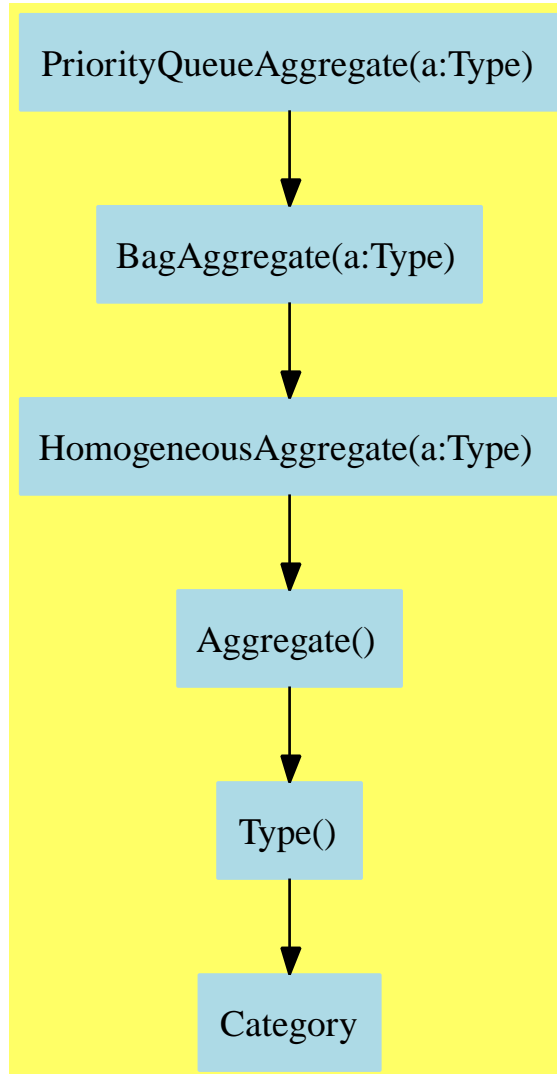 PriorityQueueAggregate(a:Type)
BagAggregate(a:Type)
HomogeneousAggregate(a:Type)
Aggregate()
Type()
Category